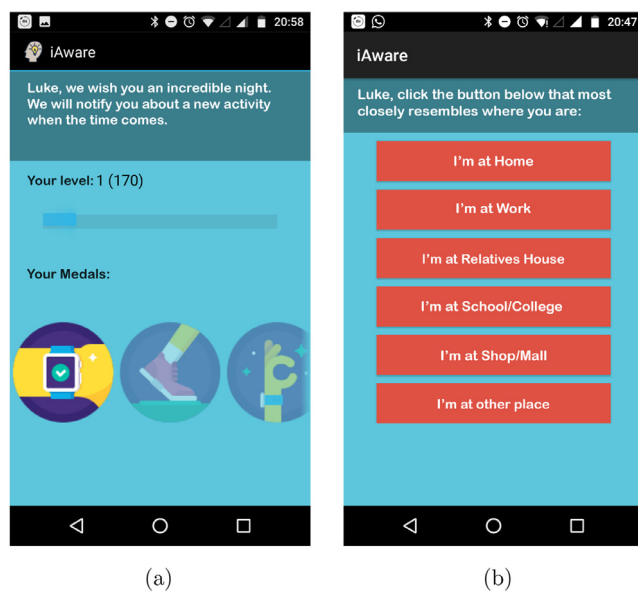 20:58
iAware
Luke, we wish you an incredible night.
We will notify you about a new activity
when the time comes.
Your level: 1 (170)
Your Medals:
(a)
20:47
iAware
Luke, click the button below that most
closely resembles where you are:
I'm at Home
I'm at Work
I'm at Relatives House
I'm at School/College
I'm at Shop/Mall
I'm at other place
(b)